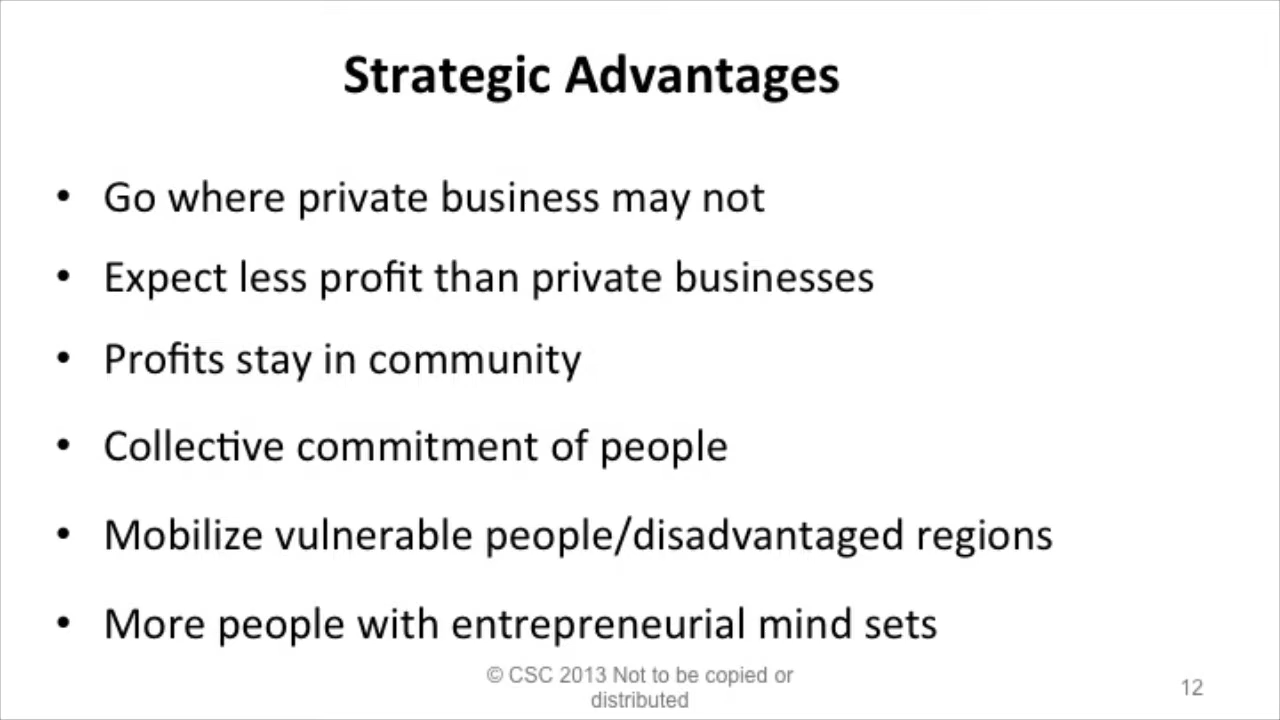 Strategic Advantages
• Go where private business may not
• Expect less profit than private businesses
• Profits stay in community
• Collective commitment of people
• Mobilize vulnerable people/disadvantaged regions
• More people with entrepreneurial mind sets
© CSC 2013 Not to be copied or
distributed
12